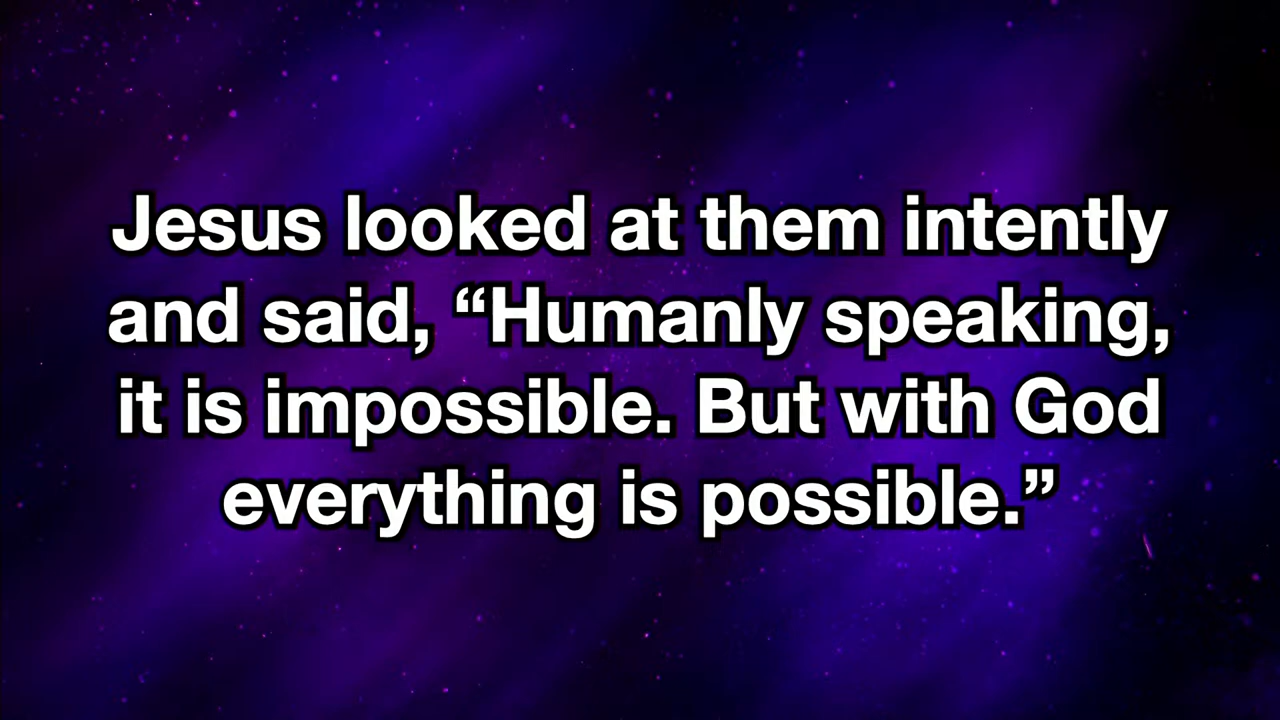 Jesus looked at them intently
and said, “Humanly speaking,
it is impossible. But with God
everything is possible.”